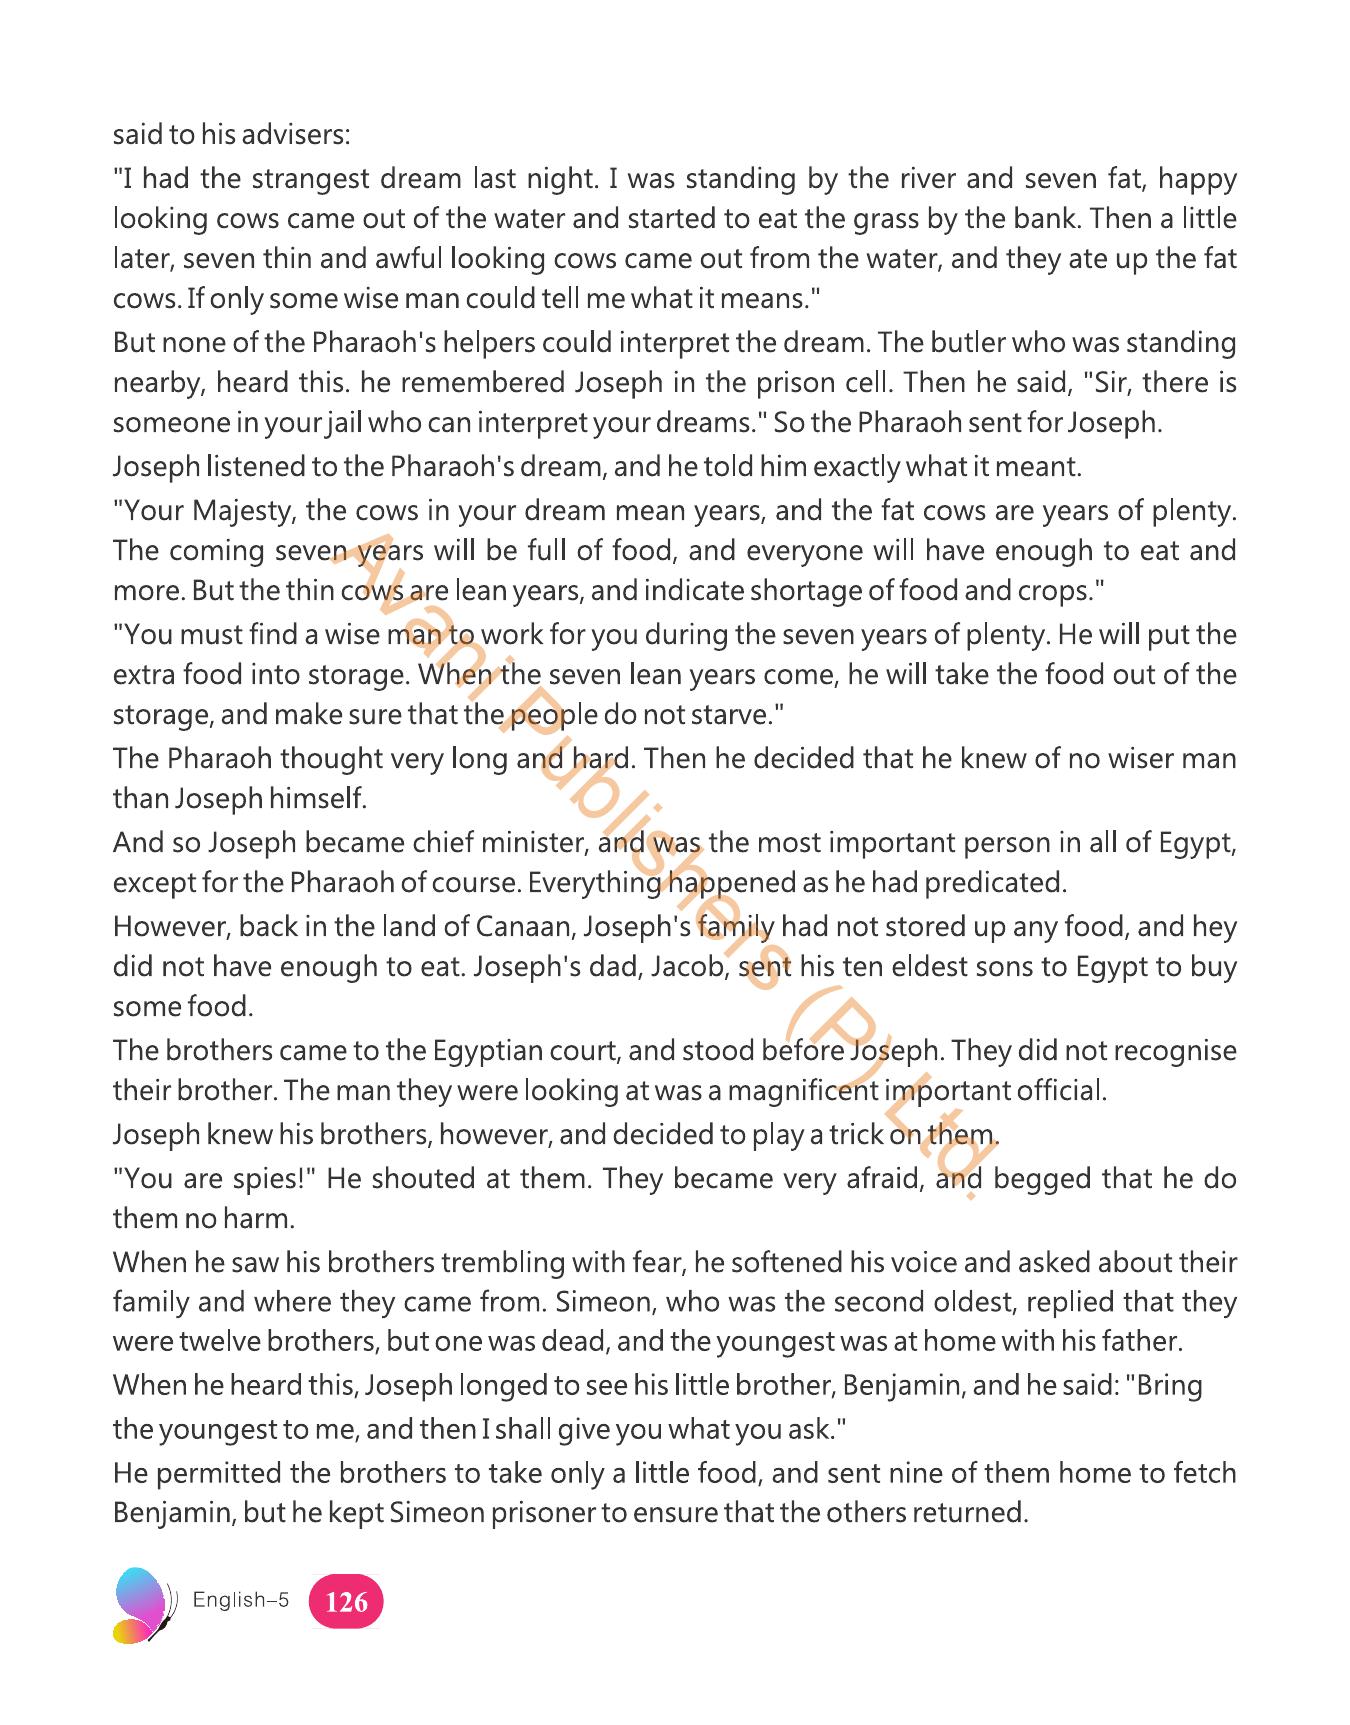 said to his advisers:
"I had the strangest dream last night. I was standing by the river and seven fat, happy
looking cows came out of the water and started to eat the grass by the bank. Then a little
later, seven thin and awful looking cows came out from the water, and they ate up the fat
cows. If only some wise man could tell me what it means."
But none of the Pharaoh's helpers could interpret the dream. The butler who was standing
nearby, heard this. he remembered Joseph in the prison cell. Then he said, "Sir, there is
someone in your jail who can interpret your dreams." So the Pharaoh sent for Joseph.
Joseph listened to the Pharaoh's dream, and he told him exactly what it meant.
"Your Majesty, the cows in your dream mean years, and the fat cows are years of plenty.
The coming seven years will be full of food, and everyone will have enough to eat and
more. But the thin cows are lean years, and indicate shortage of food and crops."
"You must find a wise man to work for you during the seven years of plenty. He will put the
extra food into storage. When the seven lean years come, he will take the food out of the
storage, and make sure that the people do not starve."
The Pharaoh thought very long and hard. Then he decided that he knew of no wiser man
than Joseph himself.
And so Joseph became chief minister, and was the most important person in all of Egypt,
except for the Pharaoh of course. Everything happened as he had predicated.
However, back in the land of Canaan, Joseph's family had not stored up any food, and hey
did not have enough to eat. Joseph's dad, Jacob, sent his ten eldest sons to Egypt to buy
some food.
The brothers came to the Egyptian court, and stood before Joseph. They did not recognise
their brother. The man they were looking at was a magnificent important official.
Joseph knew his brothers, however, and decided to play a trick on them.
"You are spies!" He shouted at them. They became very afraid, and begged that he do
them no harm.
When he saw his brothers trembling with fear, he softened his voice and asked about their
family and where they came from. Simeon, who was the second oldest, replied that they
were twelve brothers, but one was dead, and the youngest was at home with his father.
When he heard this, Joseph longed to see his little brother, Benjamin, and he said: "Bring
the youngest to me, and then I shall give you what you ask."
He permitted the brothers to take only a little food, and sent nine of them home to fetch
Benjamin, but he kept Simeon prisoner to ensure that the others returned.
English–5 126
Avani Publishers (P) Ltd.